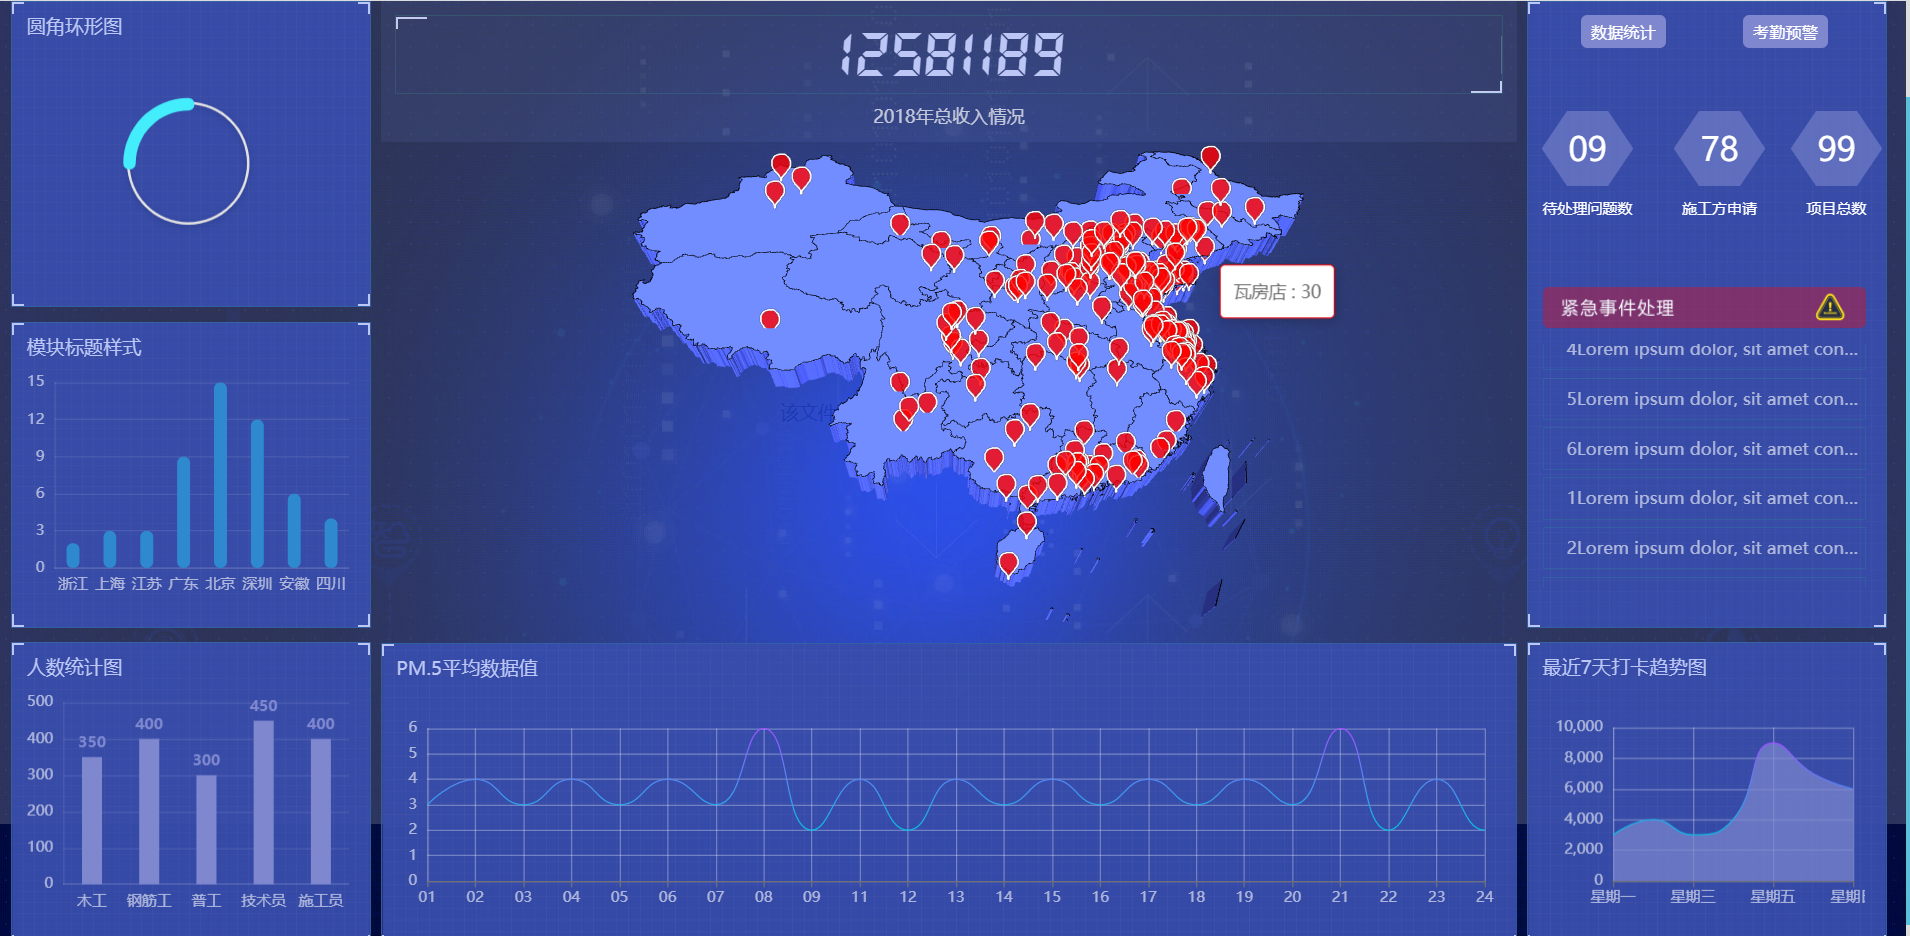 圆角环形图
12581189
2018年总收入情况
数据统计
考勤预警
09
78
99
待处理问题数
施工方申请
项目总数
瓦房店 : 30
紧急事件处理
4Lorem ipsum dolor, sit amet con...
5Lorem ipsum dolor, sit amet con...
6Lorem ipsum dolor, sit amet con...
1Lorem ipsum dolor, sit amet con...
2Lorem ipsum dolor, sit amet con...
模块标题样式
15
12
9
6
3
0
浙江 上海 江苏 广东 北京 深圳 安徽 四川
该文件
人数统计图
500
400
300
200
100
0
350
400
300
450
400
木工 钢筋工 普工 技术员 施工员
PM.5平均数据值
6
5
4
3
2
1
0
01 02 03 04 05 06 07 08 09 11 12 13 14 15 16 17 18 19 20 21 22 23 24
最近7天打卡趋势图
10,000
8,000
6,000
4,000
2,000
0
星期一 星期三 星期五 星期